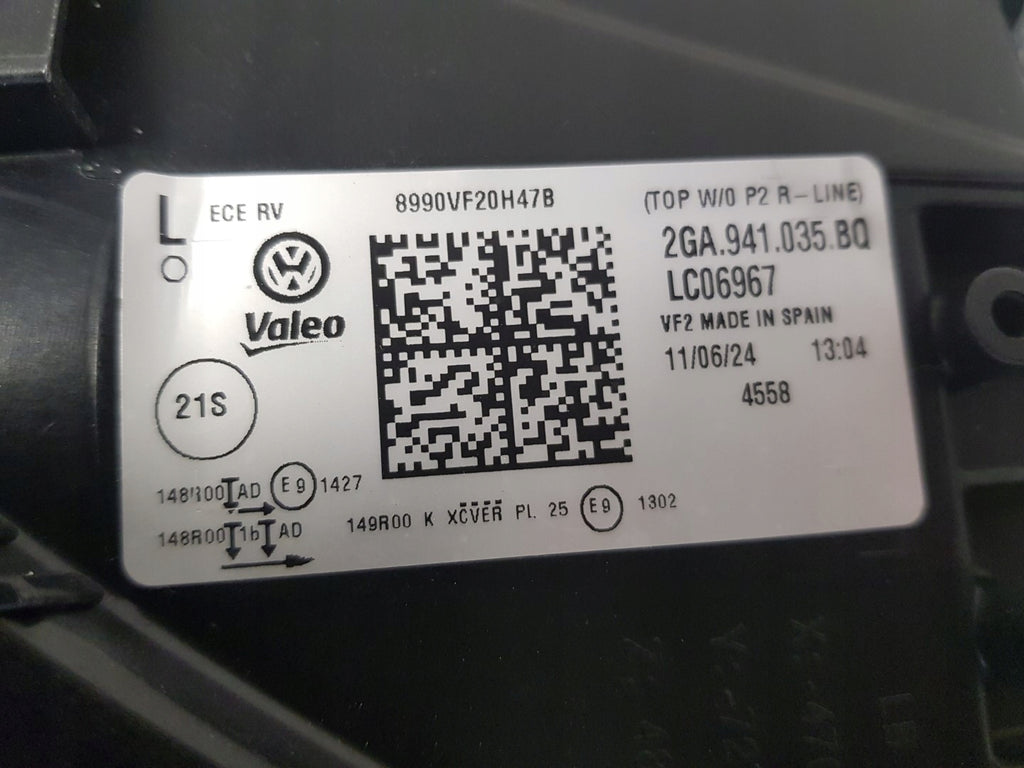 L
O
ECE RV
8990VF20H47B
(TOP W/O P2 R-LINE)
2GA.941.035.BQ
LC06967
VF2 MADE IN SPAIN
11/06/24 13:04
4558
Valeo
21S
148R00 AD E9 1427
148R00 1b AD
149R00 K XCVER Pl. 25 E9 1302